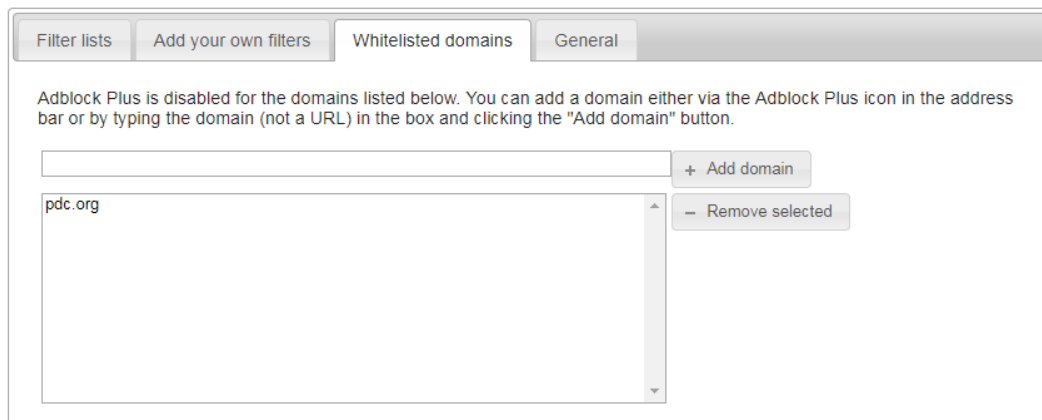 Filter lists Add your own filters Whitelisted domains General
Adblock Plus is disabled for the domains listed below. You can add a domain either via the Adblock Plus icon in the address
bar or by typing the domain (not a URL) in the box and clicking the "Add domain" button.
+ Add domain
pdc.org
− Remove selected